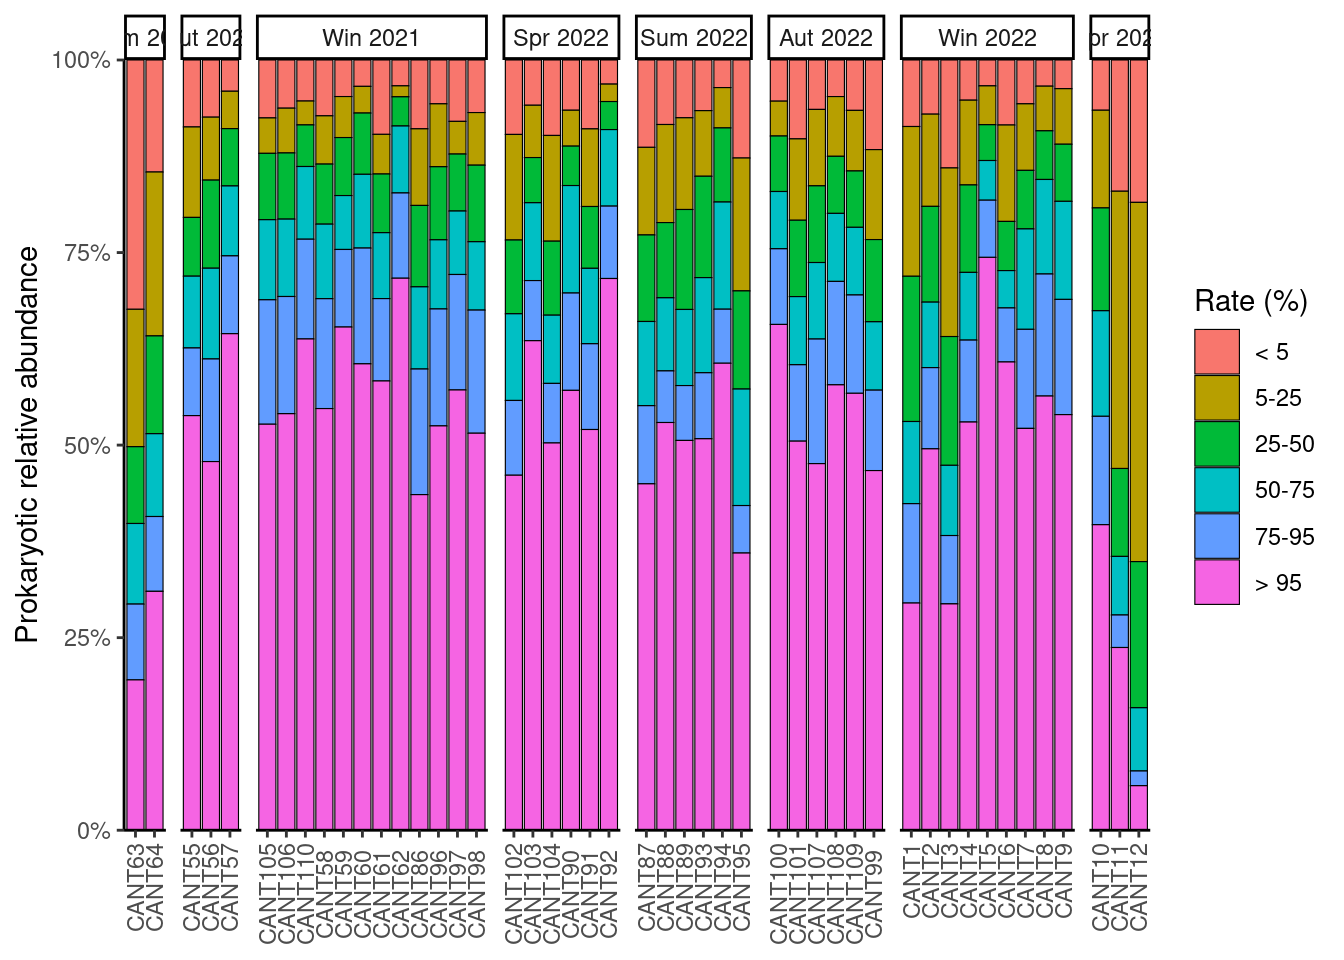 Win 2021
Spr 2022
Sum 2022
Aut 2022
Win 2022
100%
75%
50%
25%
0%
Prokaryotic relative abundance
CANT63
CANT64
CANT55
CANT56
CANT57
CANT105
CANT106
CANT110
CANT58
CANT59
CANT60
CANT61
CANT62
CANT86
CANT96
CANT97
CANT98
CANT102
CANT103
CANT104
CANT90
CANT91
CANT92
CANT87
CANT88
CANT89
CANT93
CANT94
CANT95
CANT100
CANT101
CANT107
CANT108
CANT109
CANT99
CANT1
CANT2
CANT3
CANT4
CANT5
CANT6
CANT7
CANT8
CANT9
CANT10
CANT11
CANT12
Rate (%)
< 5
5-25
25-50
50-75
75-95
> 95